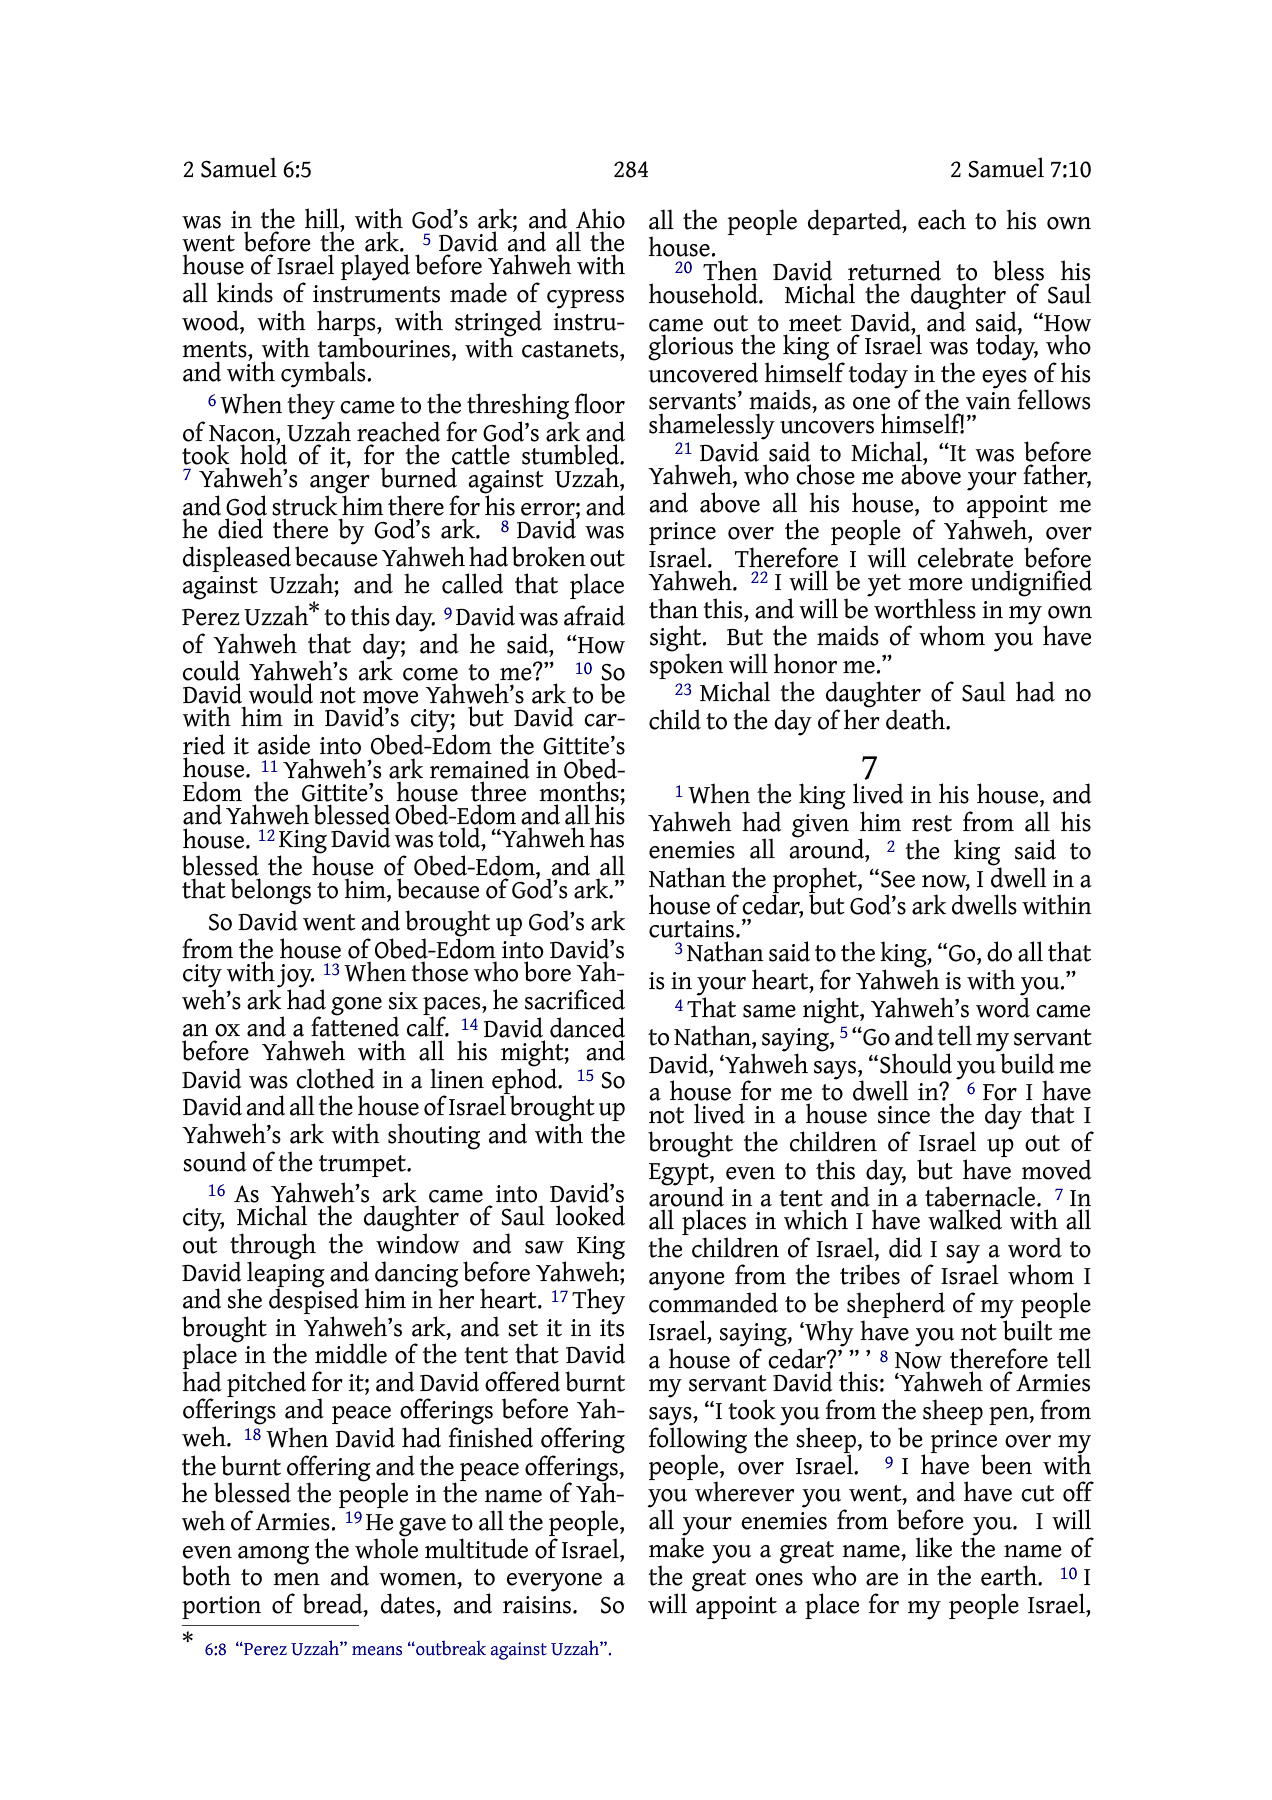 2 Samuel 6:5
284
2 Samuel 7:10
was in the hill, with God’s ark; and Ahio
went before the ark. 5 David and all the
house of Israel played before Yahweh with
all kinds of instruments made of cypress
wood, with harps, with stringed instru-
ments, with tambourines, with castanets,
and with cymbals.
6 When they came to the threshing floor
of Nacon, Uzzah reached for God’s ark and
took hold of it, for the cattle stumbled.
7 Yahweh’s anger burned against Uzzah,
and God struck him there for his error; and
he died there by God’s ark. 8 David was
displeased because Yahweh had broken out
against Uzzah; and he called that place
Perez Uzzah* to this day. 9 David was afraid
of Yahweh that day; and he said, “How
could Yahweh’s ark come to me?” 10 So
David would not move Yahweh’s ark to be
with him in David’s city; but David car-
ried it aside into Obed-Edom the Gittite’s
house. 11 Yahweh’s ark remained in Obed-
Edom the Gittite’s house three months;
and Yahweh blessed Obed-Edom and all his
house. 12 King David was told, “Yahweh has
blessed the house of Obed-Edom, and all
that belongs to him, because of God’s ark.”
So David went and brought up God’s ark
from the house of Obed-Edom into David’s
city with joy. 13 When those who bore Yah-
weh’s ark had gone six paces, he sacrificed
an ox and a fattened calf. 14 David danced
before Yahweh with all his might; and
David was clothed in a linen ephod. 15 So
David and all the house of Israel brought up
Yahweh’s ark with shouting and with the
sound of the trumpet.
16 As Yahweh’s ark came into David’s
city, Michal the daughter of Saul looked
out through the window and saw King
David leaping and dancing before Yahweh;
and she despised him in her heart. 17 They
brought in Yahweh’s ark, and set it in its
place in the middle of the tent that David
had pitched for it; and David offered burnt
offerings and peace offerings before Yah-
weh. 18 When David had finished offering
the burnt offering and the peace offerings,
he blessed the people in the name of Yah-
weh of Armies. 19 He gave to all the people,
even among the whole multitude of Israel,
both to men and women, to everyone a
portion of bread, dates, and raisins. So
* 6:8 “Perez Uzzah” means “outbreak against Uzzah”.
all the people departed, each to his own
house.
20 Then David returned to bless his
household. Michal the daughter of Saul
came out to meet David, and said, “How
glorious the king of Israel was today, who
uncovered himself today in the eyes of his
servants’ maids, as one of the vain fellows
shamelessly uncovers himself!”
21 David said to Michal, “It was before
Yahweh, who chose me above your father,
and above all his house, to appoint me
prince over the people of Yahweh, over
Israel. Therefore I will celebrate before
Yahweh. 22 I will be yet more undignified
than this, and will be worthless in my own
sight. But the maids of whom you have
spoken will honor me.”
23 Michal the daughter of Saul had no
child to the day of her death.
7
1 When the king lived in his house, and
Yahweh had given him rest from all his
enemies all around, 2 the king said to
Nathan the prophet, “See now, I dwell in a
house of cedar, but God’s ark dwells within
curtains.”
3 Nathan said to the king, “Go, do all that
is in your heart, for Yahweh is with you.”
4 That same night, Yahweh’s word came
to Nathan, saying, 5 “Go and tell my servant
David, ‘Yahweh says, “Should you build me
a house for me to dwell in? 6 For I have
not lived in a house since the day that I
brought the children of Israel up out of
Egypt, even to this day, but have moved
around in a tent and in a tabernacle. 7 In
all places in which I have walked with all
the children of Israel, did I say a word to
anyone from the tribes of Israel whom I
commanded to be shepherd of my people
Israel, saying, ‘Why have you not built me
a house of cedar?’ ” ’ 8 Now therefore tell
my servant David this: ‘Yahweh of Armies
says, “I took you from the sheep pen, from
following the sheep, to be prince over my
people, over Israel. 9 I have been with
you wherever you went, and have cut off
all your enemies from before you. I will
make you a great name, like the name of
the great ones who are in the earth. 10 I
will appoint a place for my people Israel,